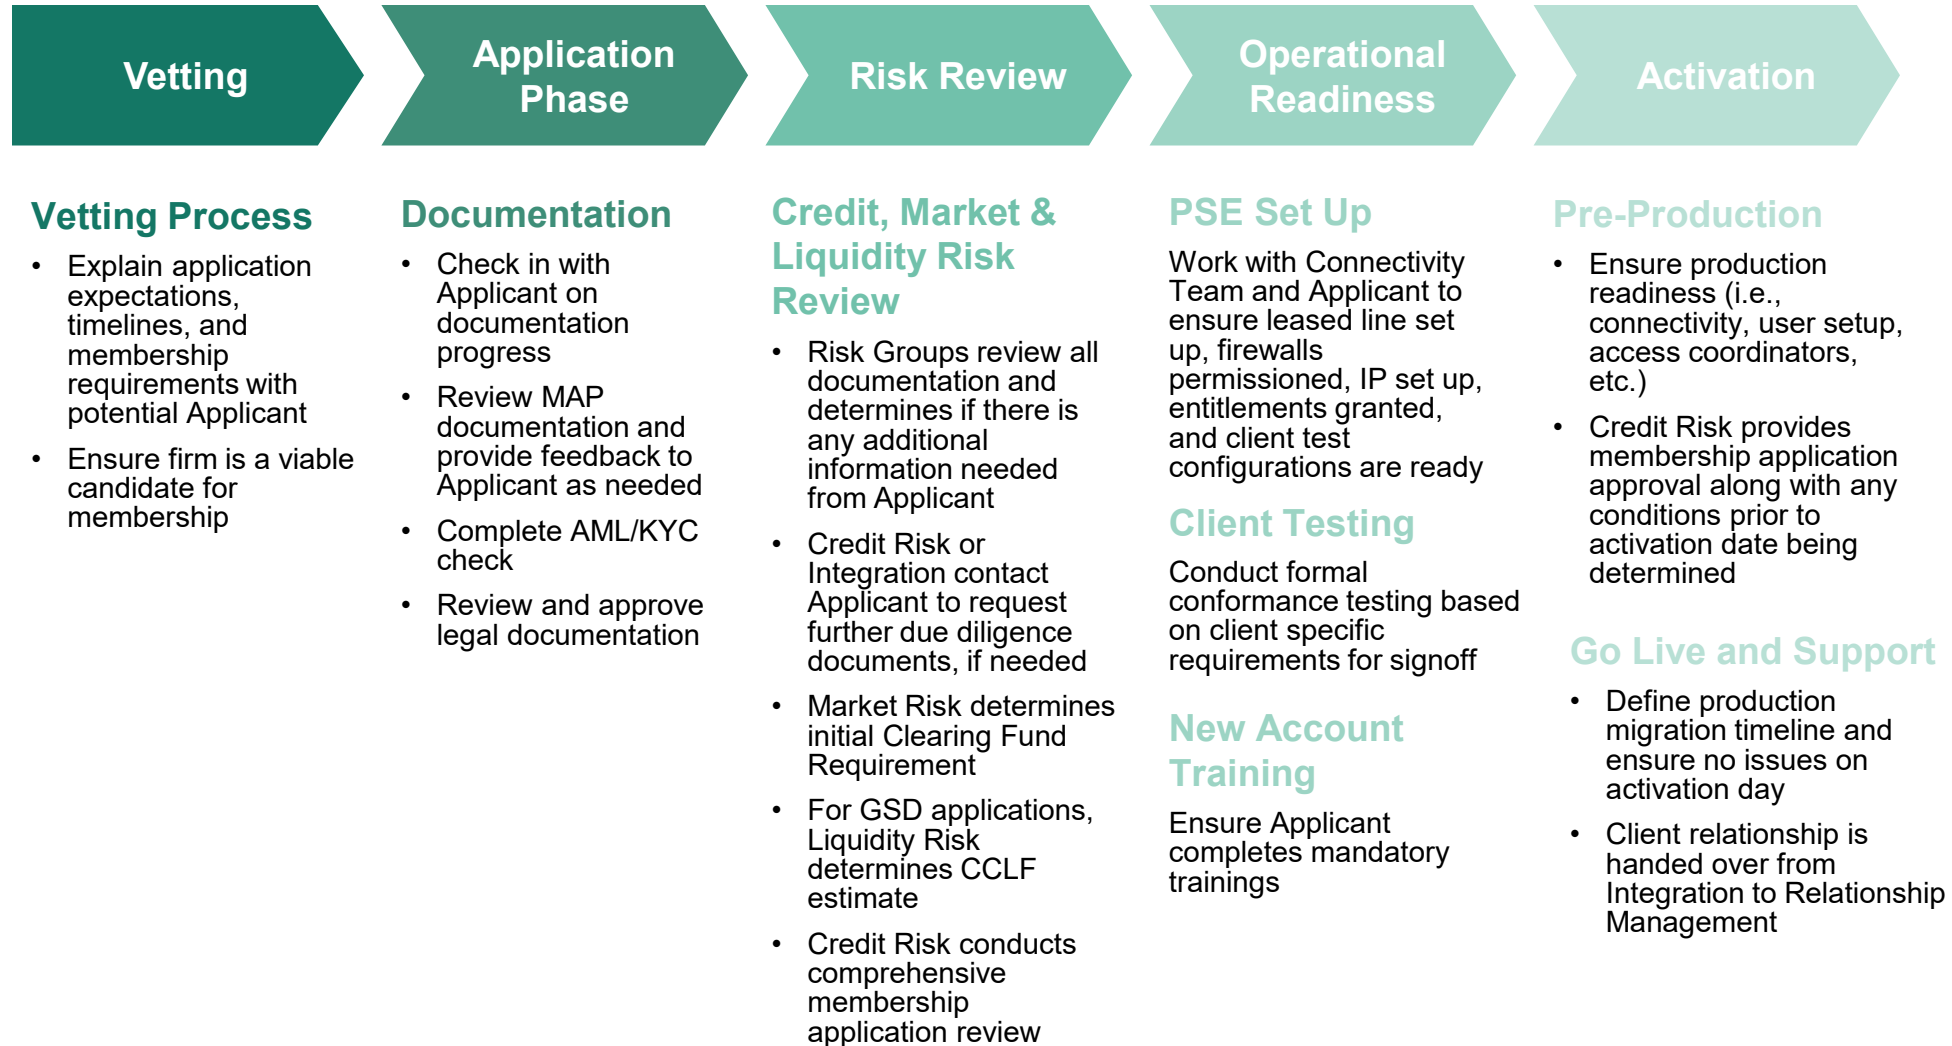 Vetting
Application
Phase
Risk Review
Operational
Readiness
Activation
Vetting Process
• Explain application
expectations,
timelines, and
membership
requirements with
potential Applicant
• Ensure firm is a viable
candidate for
membership
Documentation
• Check in with
Applicant on
documentation
progress
• Review MAP
documentation and
provide feedback to
Applicant as needed
• Complete AML/KYC
check
• Review and approve
legal documentation
Credit, Market &
Liquidity Risk
Review
• Risk Groups review all
documentation and
determines if there is
any additional
information needed
from Applicant
• Credit Risk or
Integration contact
Applicant to request
further due diligence
documents, if needed
• Market Risk determines
initial Clearing Fund
Requirement
• For GSD applications,
Liquidity Risk
determines CCLF
estimate
• Credit Risk conducts
comprehensive
membership
application review
PSE Set Up
Work with Connectivity
Team and Applicant to
ensure leased line set
up, firewalls
permissioned, IP set up,
entitlements granted,
and client test
configurations are ready
Client Testing
Conduct formal
conformance testing based
on client specific
requirements for signoff
New Account
Training
Ensure Applicant
completes mandatory
trainings
Pre-Production
• Ensure production
readiness (i.e.,
connectivity, user setup,
access coordinators,
etc.)
• Credit Risk provides
membership application
approval along with any
conditions prior to
activation date being
determined
Go Live and Support
• Define production
migration timeline and
ensure no issues on
activation day
• Client relationship is
handed over from
Integration to Relationship
Management